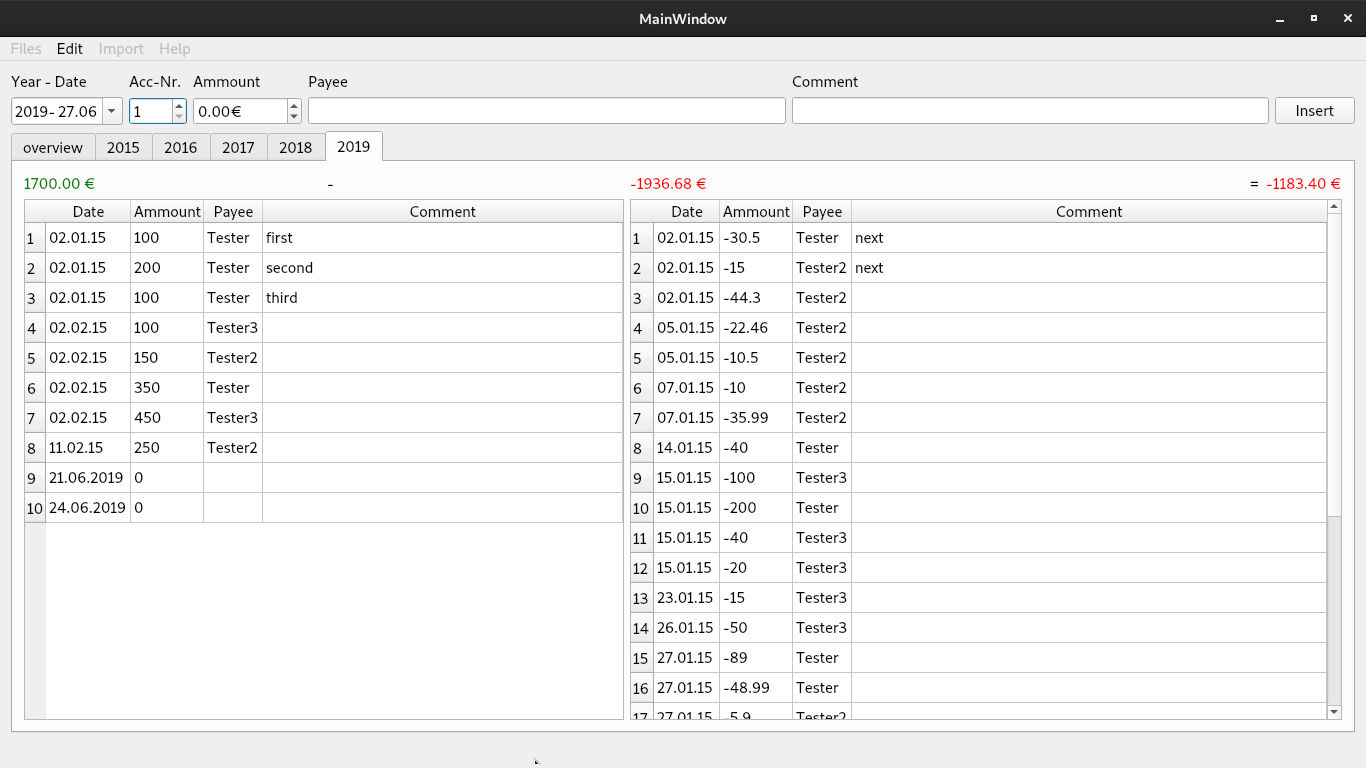 MainWindow
Files Edit Import Help
Year - Date Acc-Nr. Ammount Payee Comment
2019- 27.06 1 0.00€ Insert
overview 2015 2016 2017 2018 2019
1700.00 € - -1936.68 € = -1183.40 €
Date Ammount Payee Comment Date Ammount Payee Comment
1 02.01.15 100 Tester first 1 02.01.15 -30.5 Tester next
2 02.01.15 200 Tester second 2 02.01.15 -15 Tester2 next
3 02.01.15 100 Tester third 3 02.01.15 -44.3 Tester2
4 02.02.15 100 Tester3 4 05.01.15 -22.46 Tester2
5 02.02.15 150 Tester2 5 05.01.15 -10.5 Tester2
6 02.02.15 350 Tester 6 07.01.15 -10 Tester2
7 02.02.15 450 Tester3 7 07.01.15 -35.99 Tester2
8 11.02.15 250 Tester2 8 14.01.15 -40 Tester
9 21.06.2019 0 9 15.01.15 -100 Tester3
10 24.06.2019 0 10 15.01.15 -200 Tester
11 15.01.15 -40 Tester3
12 15.01.15 -20 Tester3
13 23.01.15 -15 Tester3
14 26.01.15 -50 Tester3
15 27.01.15 -89 Tester
16 27.01.15 -48.99 Tester
17 27.01.15 -5.9 Tester2